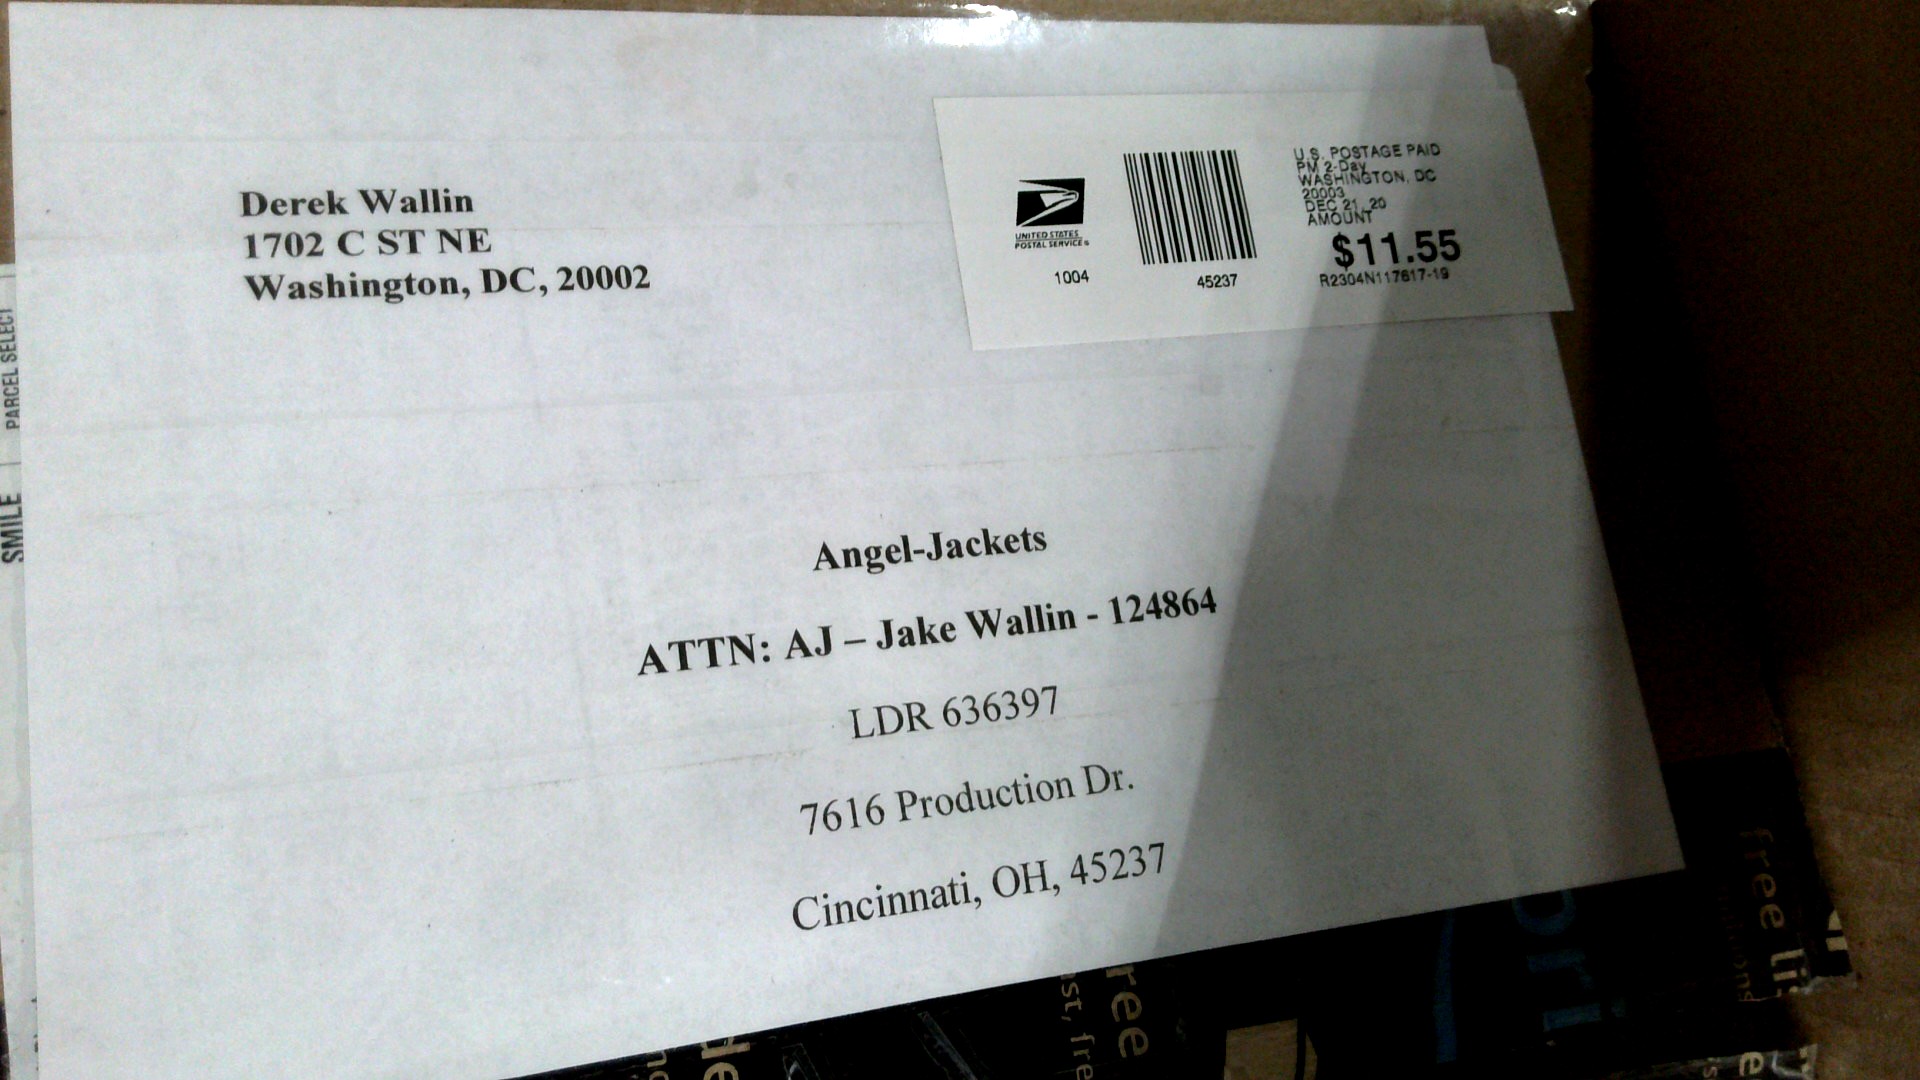 Derek Wallin
1702 C ST NE
Washington, DC, 20002
UNITED STATES
POSTAL SERVICE®
1004
45237
U.S. POSTAGE PAID
PM 2-Day
WASHINGTON, DC
20003
DEC 21, 20
AMOUNT
$11.55
R2304N117617-19
Angel-Jackets
ATTN: AJ – Jake Wallin - 124864
LDR 636397
7616 Production Dr.
Cincinnati, OH, 45237
PARCEL SELECT
SMILE
free